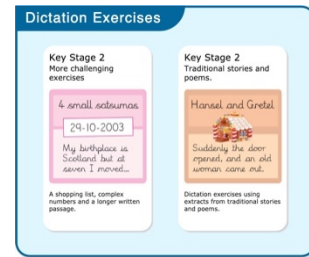 Dictation Exercises
Key Stage 2
More challenging
exercises
4 small satsumas
29-10-2003
My birthplace is
Scotland but at
seven I moved...
A shopping list, complex
numbers and a longer written
passage.
Key Stage 2
Traditional stories and
poems.
Hansel and Gretel
Suddenly the door
opened, and an old
woman came out.
Dictation exercises using
extracts from traditional stories
and poems.